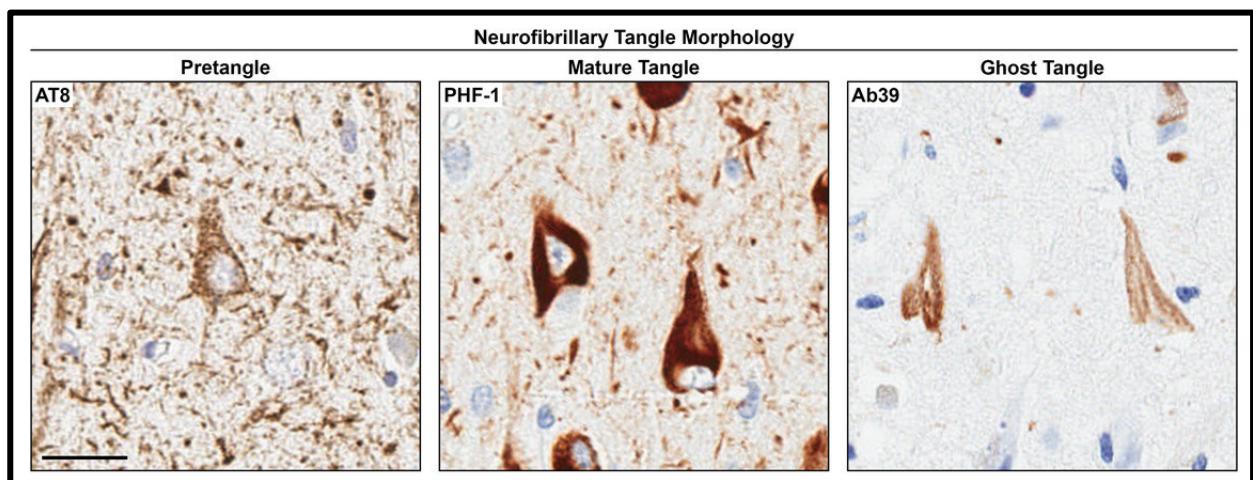 Neurofibrillary Tangle Morphology
Pretangle
Mature Tangle
Ghost Tangle
AT8
PHF-1
Ab39